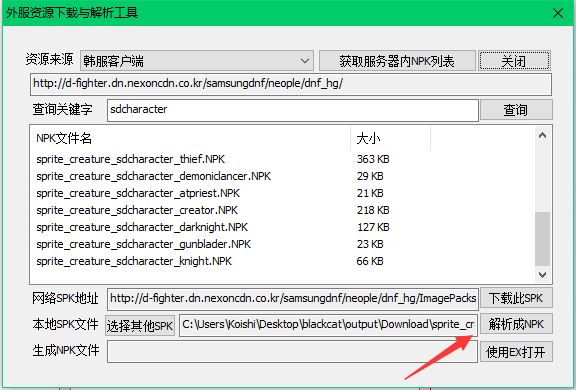 外服资源下载与解析工具
资源来源 韩服客户端 获取服务器内NPK列表 关闭
http://d-fighter.dn.nexoncdn.co.kr/samsungdnf/neople/dnf_hg/
查询关键字 sdcharacter 查询
NPK文件名 大小
sprite_creature_sdcharacter_thief.NPK 363 KB
sprite_creature_sdcharacter_demoniclancer.NPK 29 KB
sprite_creature_sdcharacter_atpriest.NPK 21 KB
sprite_creature_sdcharacter_creator.NPK 218 KB
sprite_creature_sdcharacter_darknight.NPK 127 KB
sprite_creature_sdcharacter_gunblader.NPK 23 KB
sprite_creature_sdcharacter_knight.NPK 66 KB
网络SPK地址 http://d-fighter.dn.nexoncdn.co.kr/samsungdnf/neople/dnf_hg/ImagePacks 下载此SPK
本地SPK文件 选择其他SPK C:\Users\Koishi\Desktop\blackcat\output\Download\sprite_cr 解析成NPK
生成NPK文件 使用EX打开